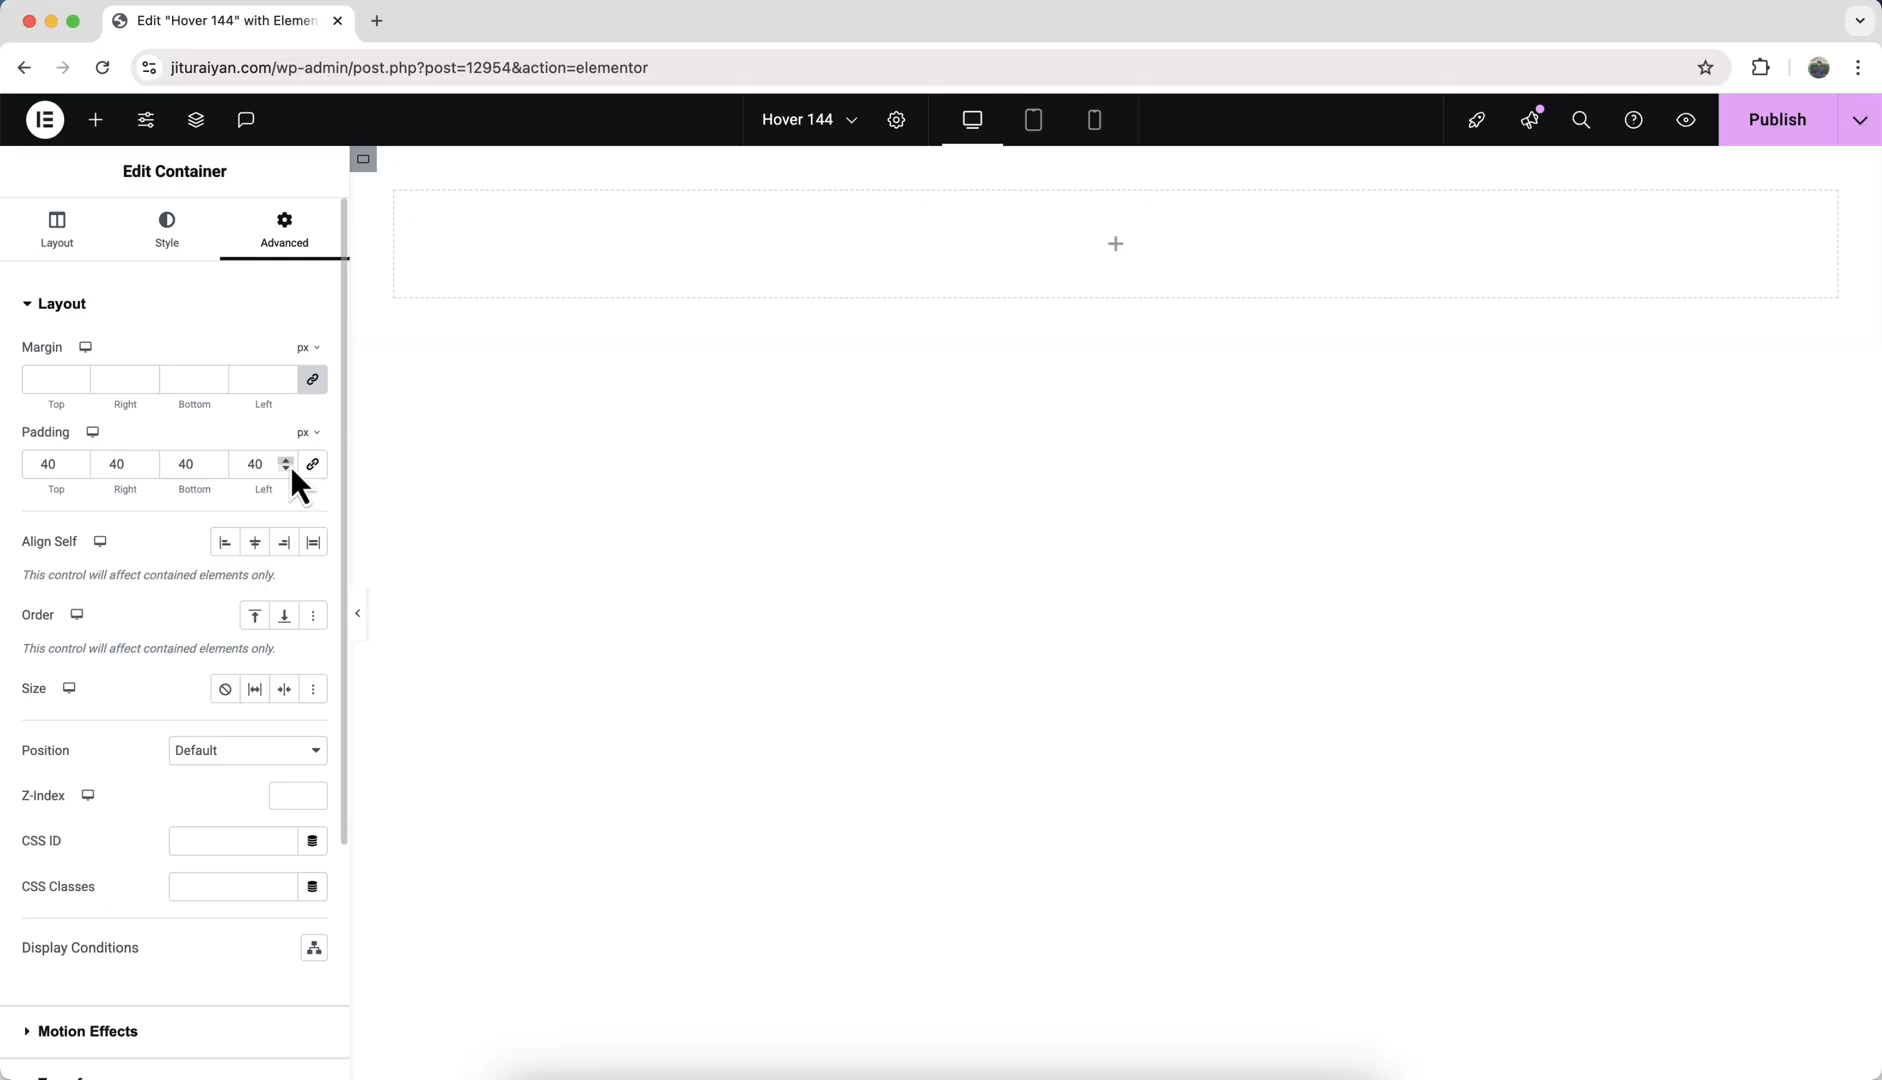 Edit "Hover 144" with Elemen
jituraiyan.com/wp-admin/post.php?post=12954&action=elementor
Hover 144
Publish
Edit Container
Layout
Style
Advanced
Layout
Margin
px
Top
Right
Bottom
Left
Padding
px
40
40
40
40
Top
Right
Bottom
Left
Align Self
This control will affect contained elements only.
Order
This control will affect contained elements only.
Size
Position
Default
Z-Index
CSS ID
CSS Classes
Display Conditions
Motion Effects